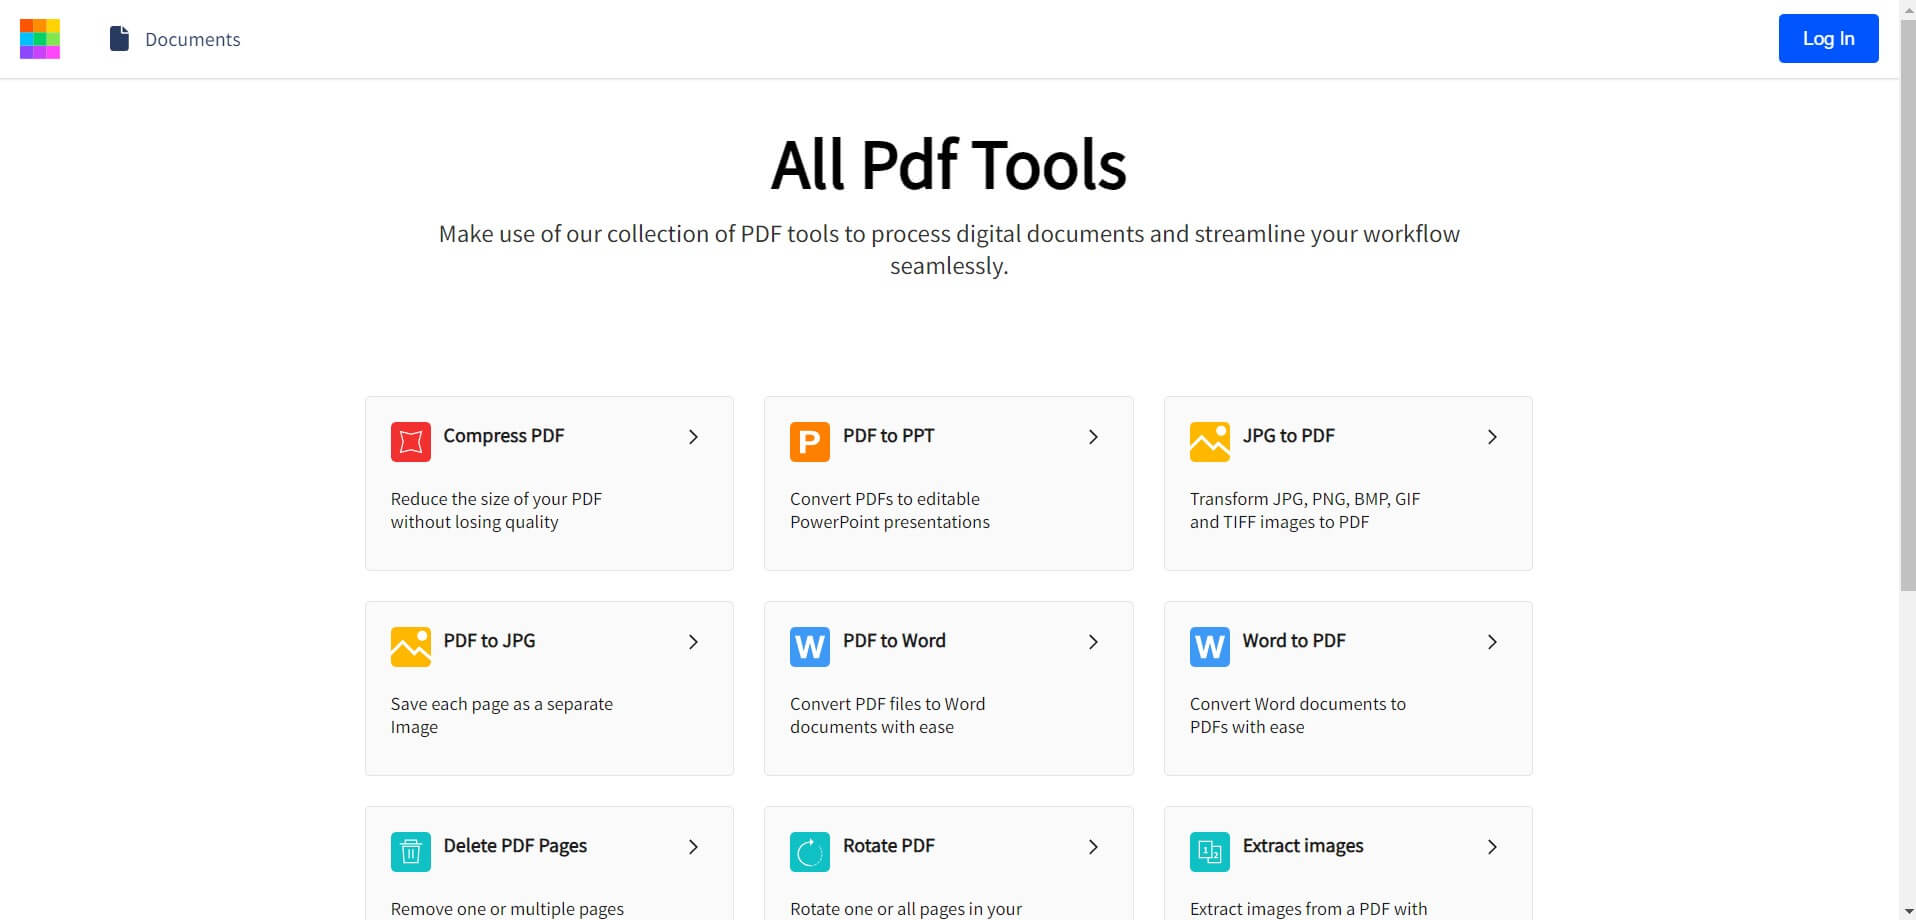 Documents
Log In
All Pdf Tools
Make use of our collection of PDF tools to process digital documents and streamline your workflow
seamlessly.
Compress PDF
Reduce the size of your PDF
without losing quality
P
PDF to PPT
Convert PDFs to editable
PowerPoint presentations
JPG to PDF
Transform JPG, PNG, BMP, GIF
and TIFF images to PDF
PDF to JPG
Save each page as a separate
Image
W
PDF to Word
Convert PDF files to Word
documents with ease
W
Word to PDF
Convert Word documents to
PDFs with ease
Delete PDF Pages
Remove one or multiple pages
Rotate PDF
Rotate one or all pages in your
1 2
Extract images
Extract images from a PDF with